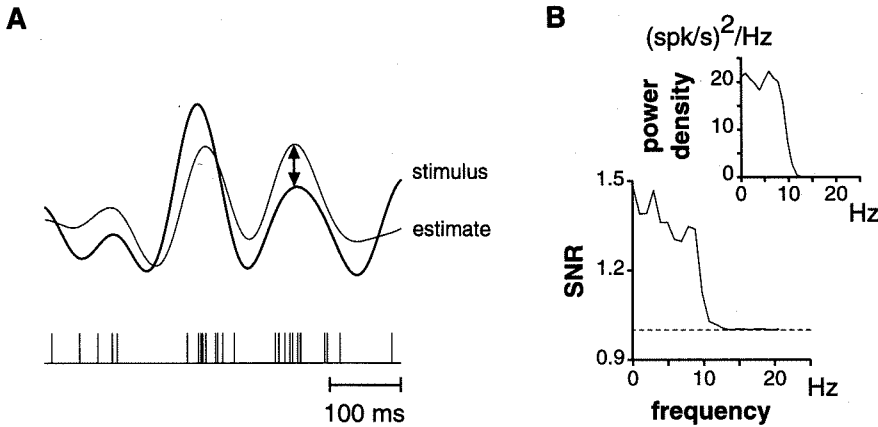 A
stimulus
estimate
100 ms
B
(spk/s)2/Hz
power
density
20
10
0
0
10
20
Hz
1.5
1.2
0.9
SNR
0
10
20
Hz
frequency